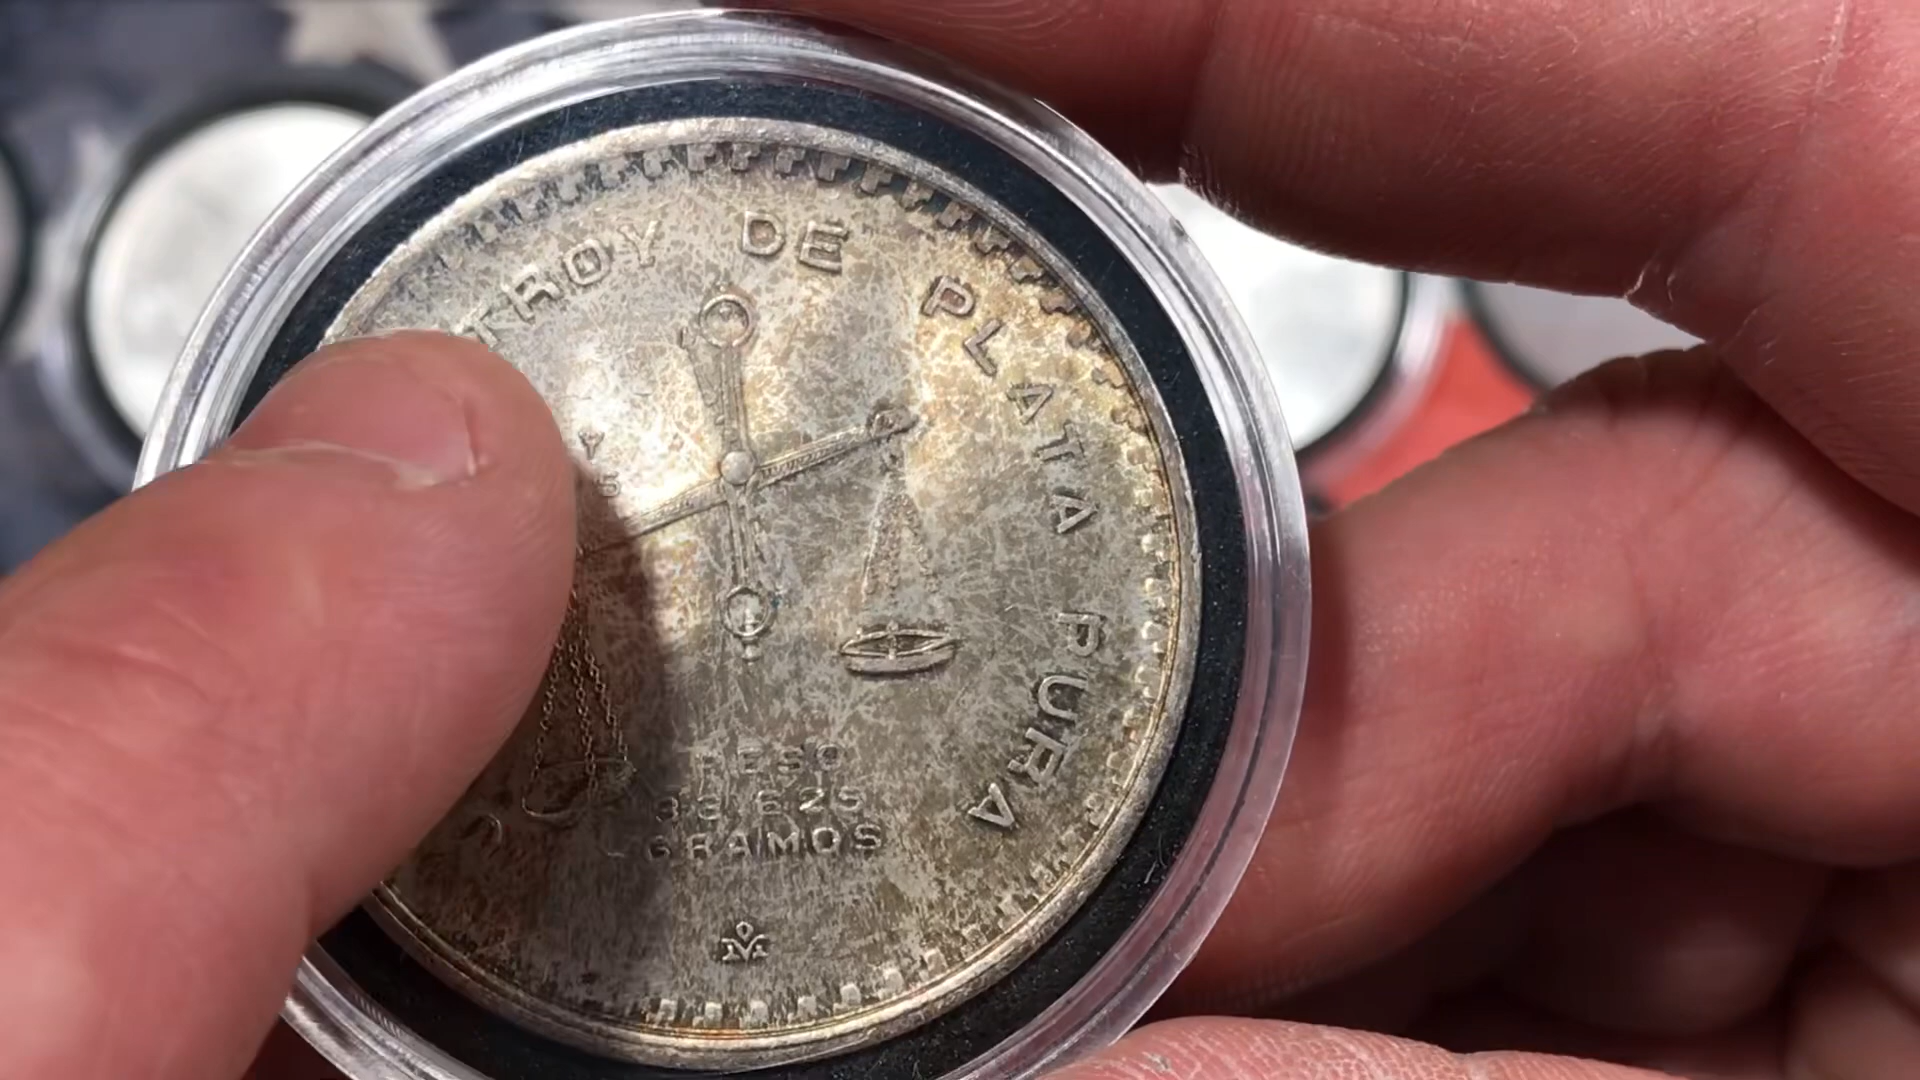 TROY DE PLATA PURA
PESO
33.625
GRAMOS